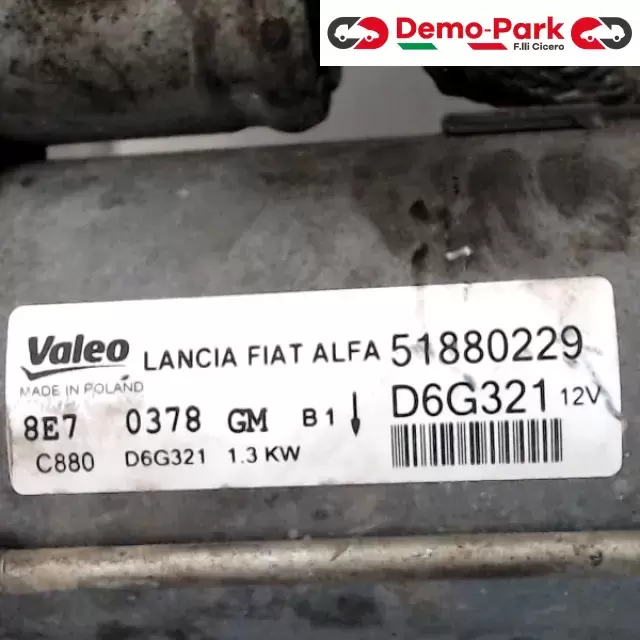 Demo-Park
F.lli Cicero
Valeo LANCIA FIAT ALFA 51880229
MADE IN POLAND D6G321 12V
8E7 0378 GM B1 ↓
C880 D6G321 1.3 KW